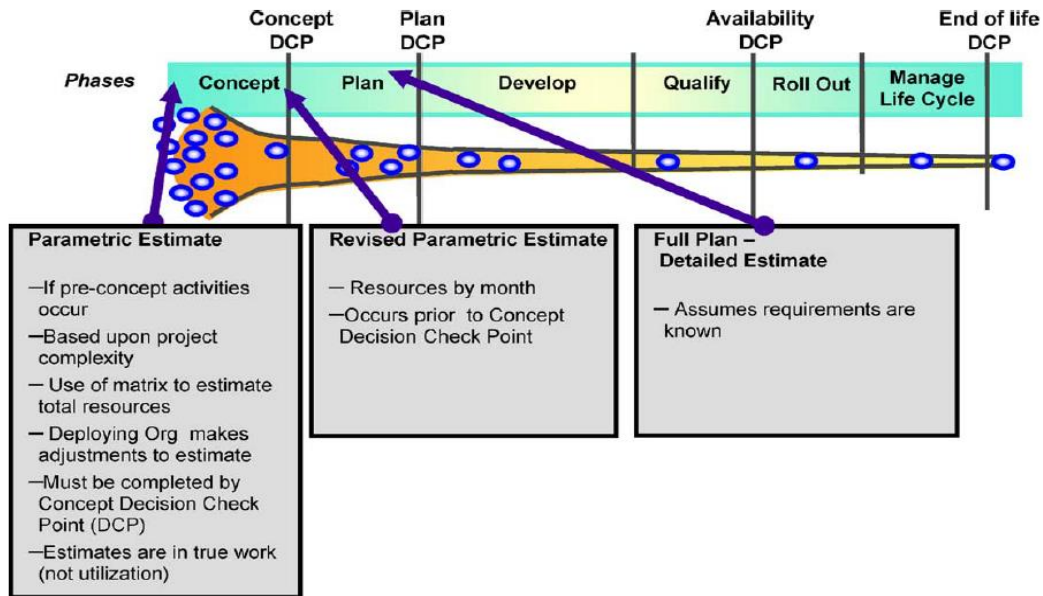 Concept
DCP
Plan
DCP
Availability
DCP
End of life
DCP
Phases
Concept
Plan
Develop
Qualify
Roll Out
Manage
Life Cycle
Parametric Estimate
—If pre-concept activities
occur
—Based upon project
complexity
— Use of matrix to estimate
total resources
— Deploying Org makes
adjustments to estimate
—Must be completed by
Concept Decision Check
Point (DCP)
—Estimates are in true work
(not utilization)
Revised Parametric Estimate
— Resources by month
—Occurs prior to Concept
Decision Check Point
Full Plan –
Detailed Estimate
— Assumes requirements are
known